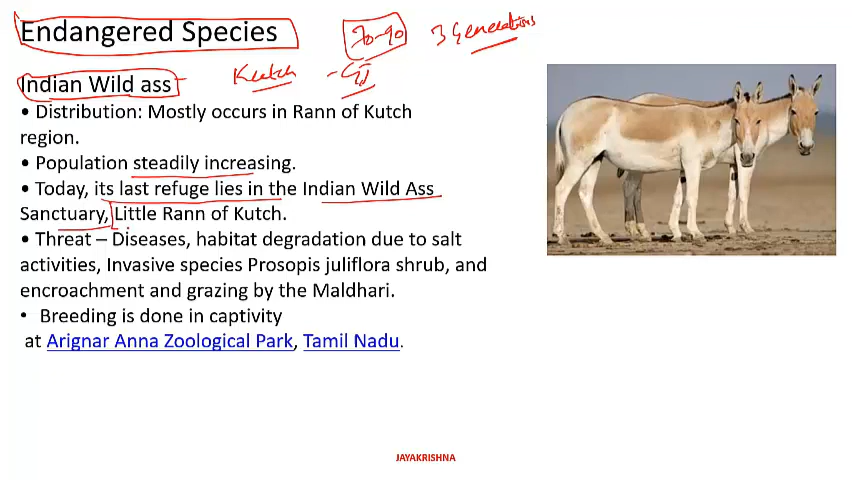 Endangered Species
70-90
3 Generations
Indian Wild ass
Kutch - GJ
• Distribution: Mostly occurs in Rann of Kutch
region.
• Population steadily increasing.
• Today, its last refuge lies in the Indian Wild Ass
Sanctuary, Little Rann of Kutch.
• Threat – Diseases, habitat degradation due to salt
activities, Invasive species Prosopis juliflora shrub, and
encroachment and grazing by the Maldhari.
• Breeding is done in captivity
at Arignar Anna Zoological Park, Tamil Nadu.
JAYAKRISHNA